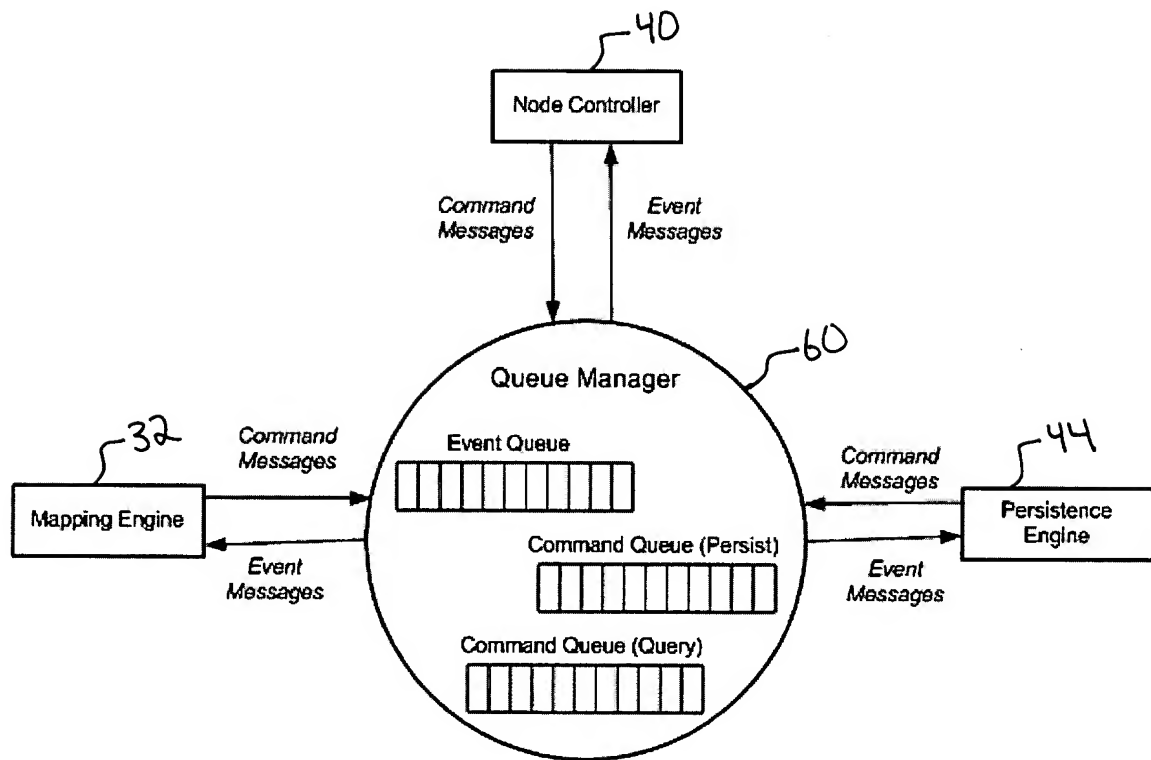 40
Node Controller
Command
Messages
Event
Messages
60
Queue Manager
32
Command
Messages
Event Queue
44
Command
Messages
Mapping Engine
Persistence
Engine
Event
Messages
Command Queue (Persist)
Event
Messages
Command Queue (Query)